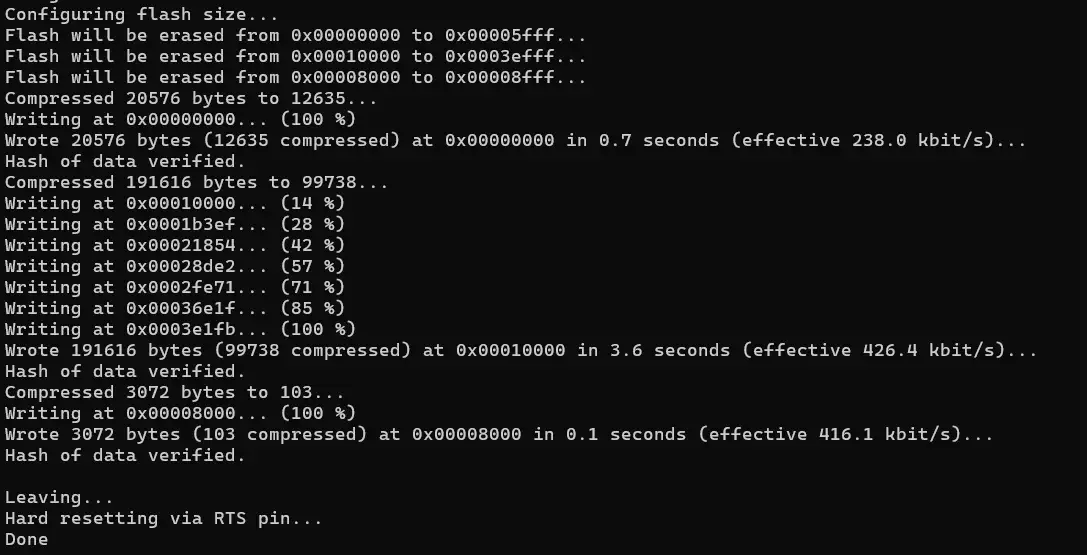 Configuring flash size...
Flash will be erased from 0x00000000 to 0x00005fff...
Flash will be erased from 0x00010000 to 0x0003efff...
Flash will be erased from 0x00008000 to 0x00008fff...
Compressed 20576 bytes to 12635...
Writing at 0x00000000... (100 %)
Wrote 20576 bytes (12635 compressed) at 0x00000000 in 0.7 seconds (effective 238.0 kbit/s)...
Hash of data verified.
Compressed 191616 bytes to 99738...
Writing at 0x00010000... (14 %)
Writing at 0x0001b3ef... (28 %)
Writing at 0x00021854... (42 %)
Writing at 0x00028de2... (57 %)
Writing at 0x0002fe71... (71 %)
Writing at 0x00036e1f... (85 %)
Writing at 0x0003e1fb... (100 %)
Wrote 191616 bytes (99738 compressed) at 0x00010000 in 3.6 seconds (effective 426.4 kbit/s)...
Hash of data verified.
Compressed 3072 bytes to 103...
Writing at 0x00008000... (100 %)
Wrote 3072 bytes (103 compressed) at 0x00008000 in 0.1 seconds (effective 416.1 kbit/s)...
Hash of data verified.

Leaving...
Hard resetting via RTS pin...
Done